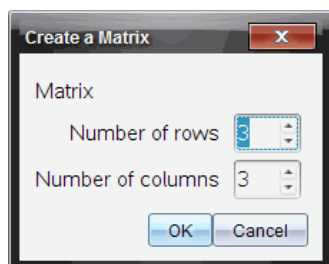 Create a Matrix
Matrix
Number of rows 3
Number of columns 3
OK Cancel